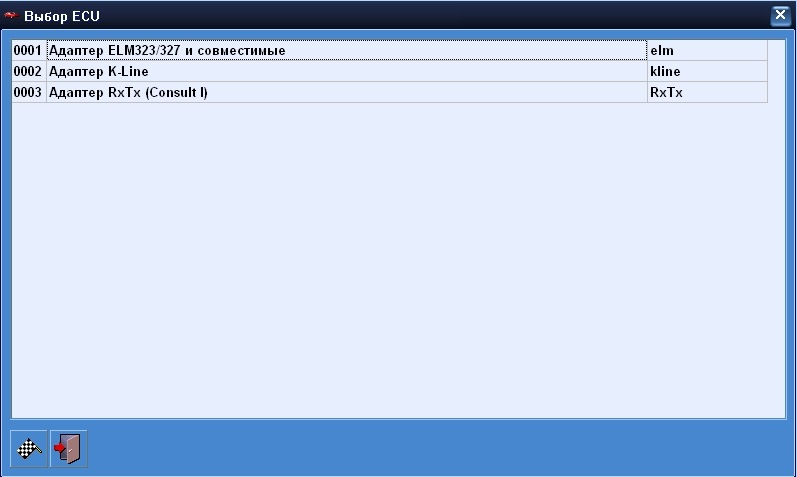 Выбор ECU
0001 Адаптер ELM323/327 и совместимые elm
0002 Адаптер K-Line kline
0003 Адаптер RxTx (Consult I) RxTx